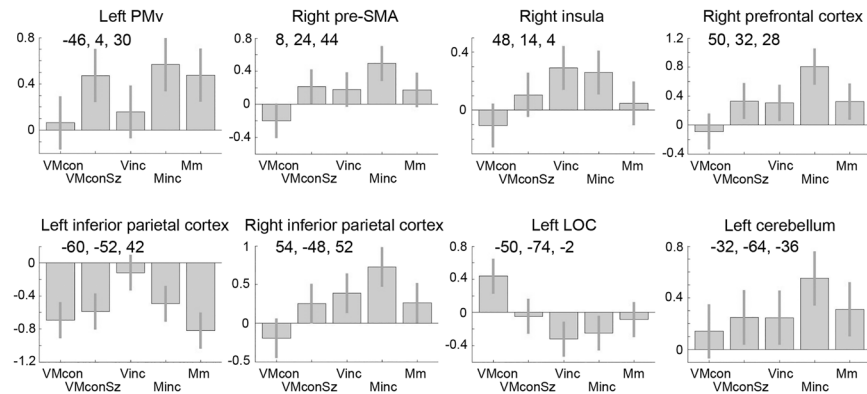 Left PMv
-46, 4, 30
0.8
0.4
0
VMcon
VMconSz
Vinc
Minc
Mm
Right pre-SMA
8, 24, 44
0.8
0.4
0
-0.4
VMcon
VMconSz
Vinc
Minc
Mm
Right insula
48, 14, 4
0.4
0
VMcon
VMconSz
Vinc
Minc
Mm
Right prefrontal cortex
50, 32, 28
1.2
0.8
0.4
0
-0.4
VMcon
VMconSz
Vinc
Minc
Mm
Left inferior parietal cortex
-60, -52, 42
0
-0.4
-0.8
-1.2
VMcon
VMconSz
Vinc
Minc
Mm
Right inferior parietal cortex
54, -48, 52
1
0.5
0
-0.5
VMcon
VMconSz
Vinc
Minc
Mm
Left LOC
-50, -74, -2
0.8
0.4
0
-0.4
VMcon
VMconSz
Vinc
Minc
Mm
Left cerebellum
-32, -64, -36
0.8
0.4
0
VMcon
VMconSz
Vinc
Minc
Mm